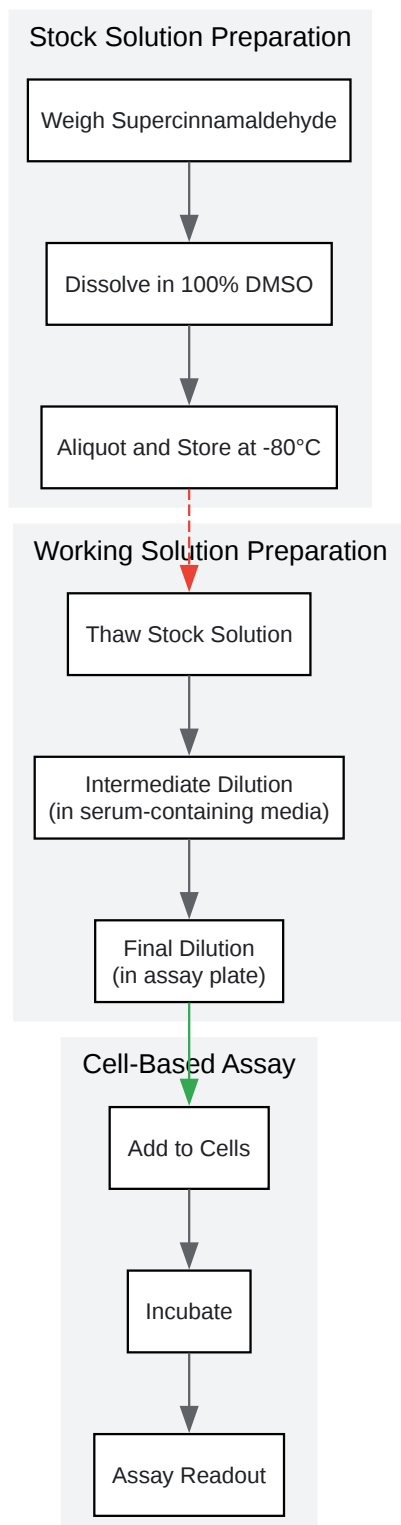 Stock Solution Preparation
Weigh Supercinnamaldehyde
Dissolve in 100% DMSO
Aliquot and Store at -80°C
Working Solution Preparation
Thaw Stock Solution
Intermediate Dilution
(in serum-containing media)
Final Dilution
(in assay plate)
Cell-Based Assay
Add to Cells
Incubate
Assay Readout